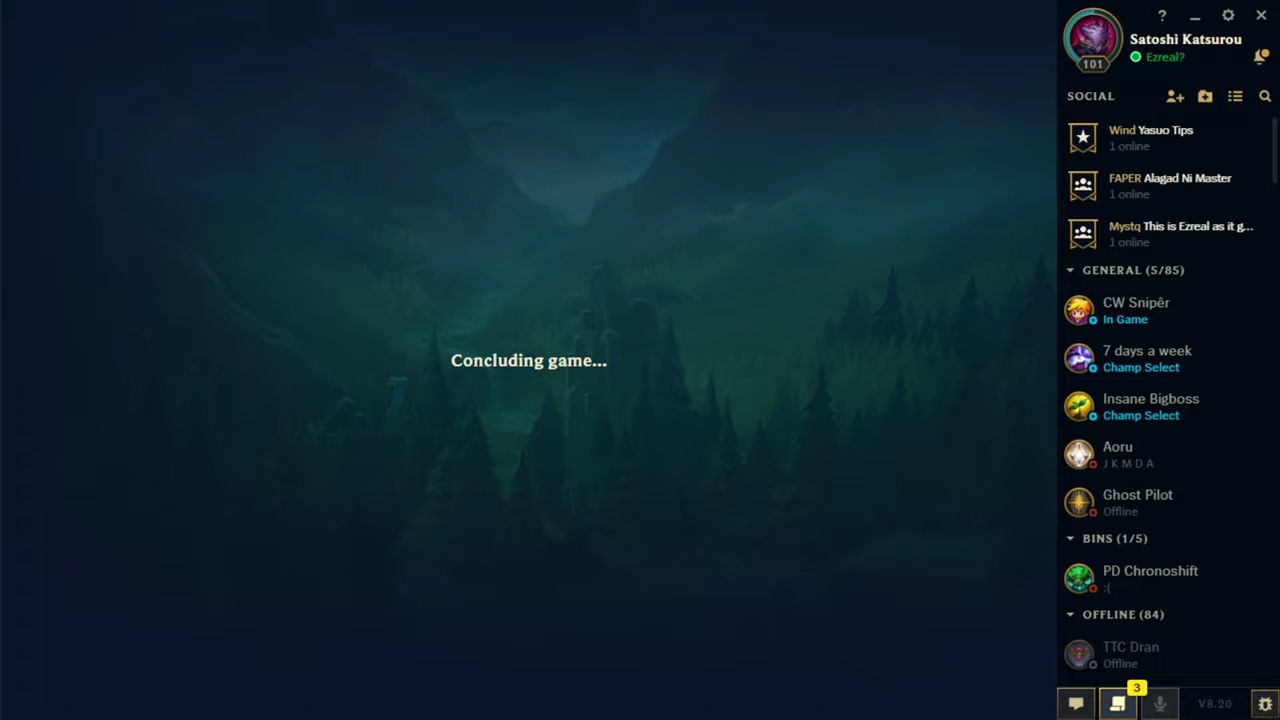 Satoshi Katsurou
101
Ezreal?
SOCIAL
Wind Yasuo Tips
1 online
FAPER Alagad Ni Master
1 online
Mystq This is Ezreal as it g...
1 online
GENERAL (5/85)
CW Snipêr
In Game
7 days a week
Champ Select
Insane Bigboss
Champ Select
Aoru
J K M D A
Ghost Pilot
Offline
BINS (1/5)
PD Chronoshift
:(
OFFLINE (84)
TTC Dran
Offline
3
V8.20
Concluding game...